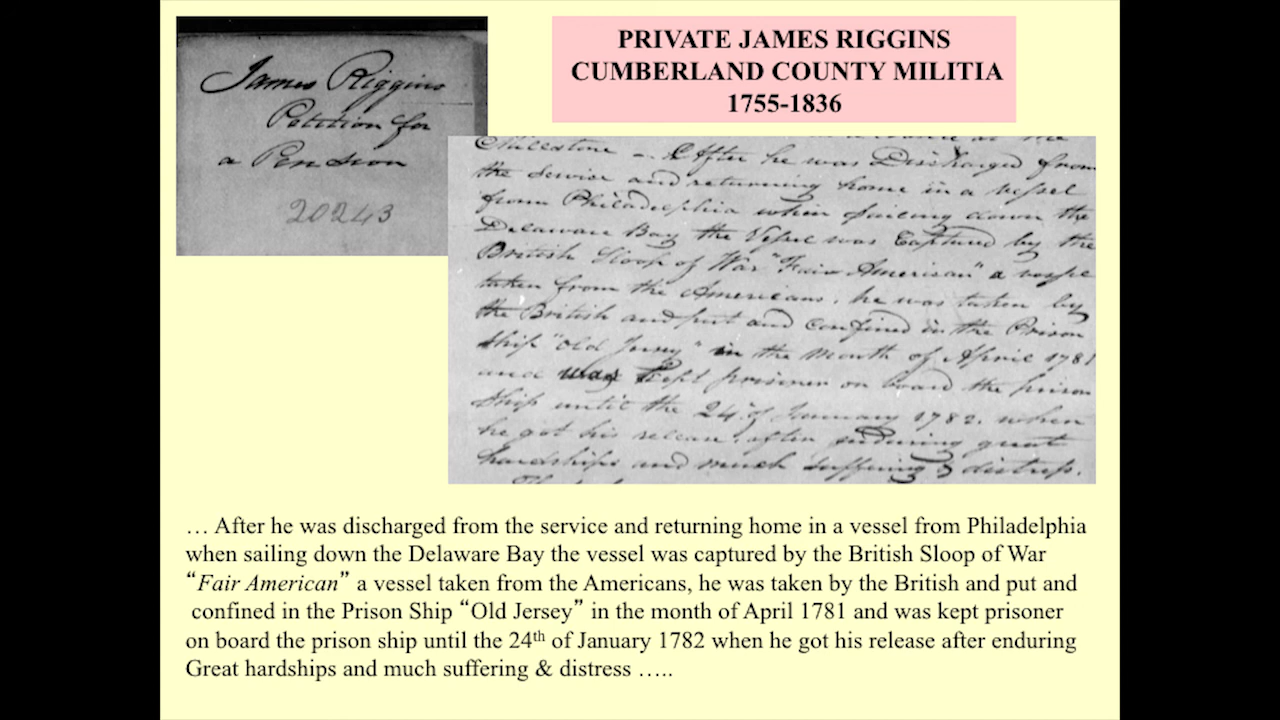 James Riggins
Petition for
a Pension
20243
PRIVATE JAMES RIGGINS
CUMBERLAND COUNTY MILITIA
1755-1836
After he was Discharged from
the Servise and returning home in a vessel
from Philadelphia when sailing down the
Delaware Bay the Vessel was Captured by the
British Sloop of War "Fair American" a
taken from the Americans, he was taken by
the British and put and confined in the Prison
Ship "Old Jersey" in the Month of April 1781
and was kept prisoner on board the prison
Ship until the 24th of January 1782. when
he got his release after enduring great
hardships and much suffering & distress.
… After he was discharged from the service and returning home in a vessel from Philadelphia
when sailing down the Delaware Bay the vessel was captured by the British Sloop of War
“Fair American” a vessel taken from the Americans, he was taken by the British and put and
confined in the Prison Ship “Old Jersey” in the month of April 1781 and was kept prisoner
on board the prison ship until the 24th of January 1782 when he got his release after enduring
Great hardships and much suffering & distress …..